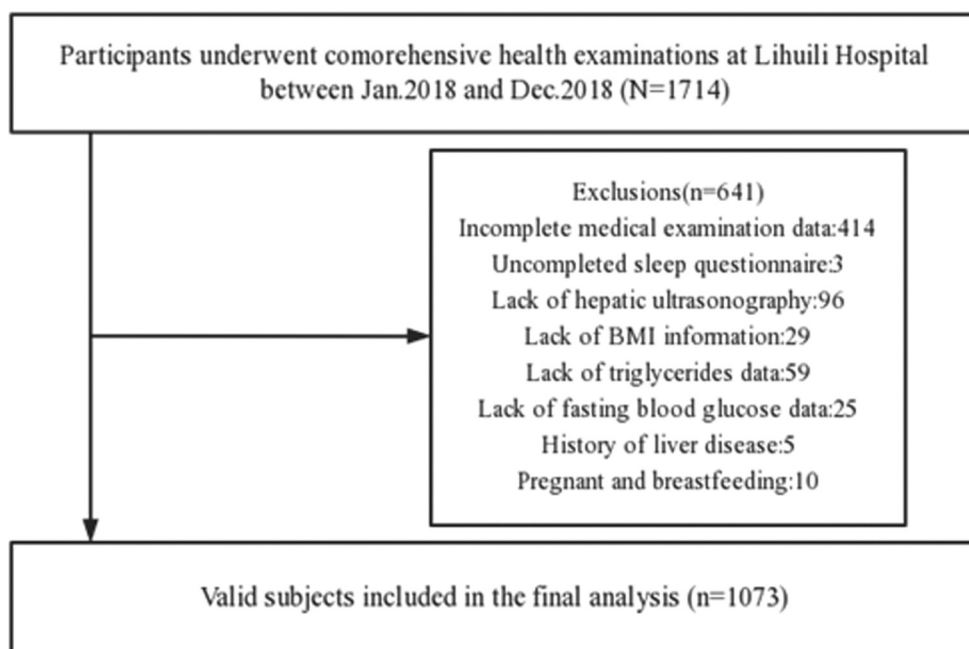 Participants underwent comorehensive health examinations at Lihuili Hospital
between Jan.2018 and Dec.2018 (N=1714)
Exclusions(n=641)
Incomplete medical examination data:414
Uncompleted sleep questionnaire:3
Lack of hepatic ultrasonography:96
Lack of BMI information:29
Lack of triglycerides data:59
Lack of fasting blood glucose data:25
History of liver disease:5
Pregnant and breastfeeding:10
Valid subjects included in the final analysis (n=1073)